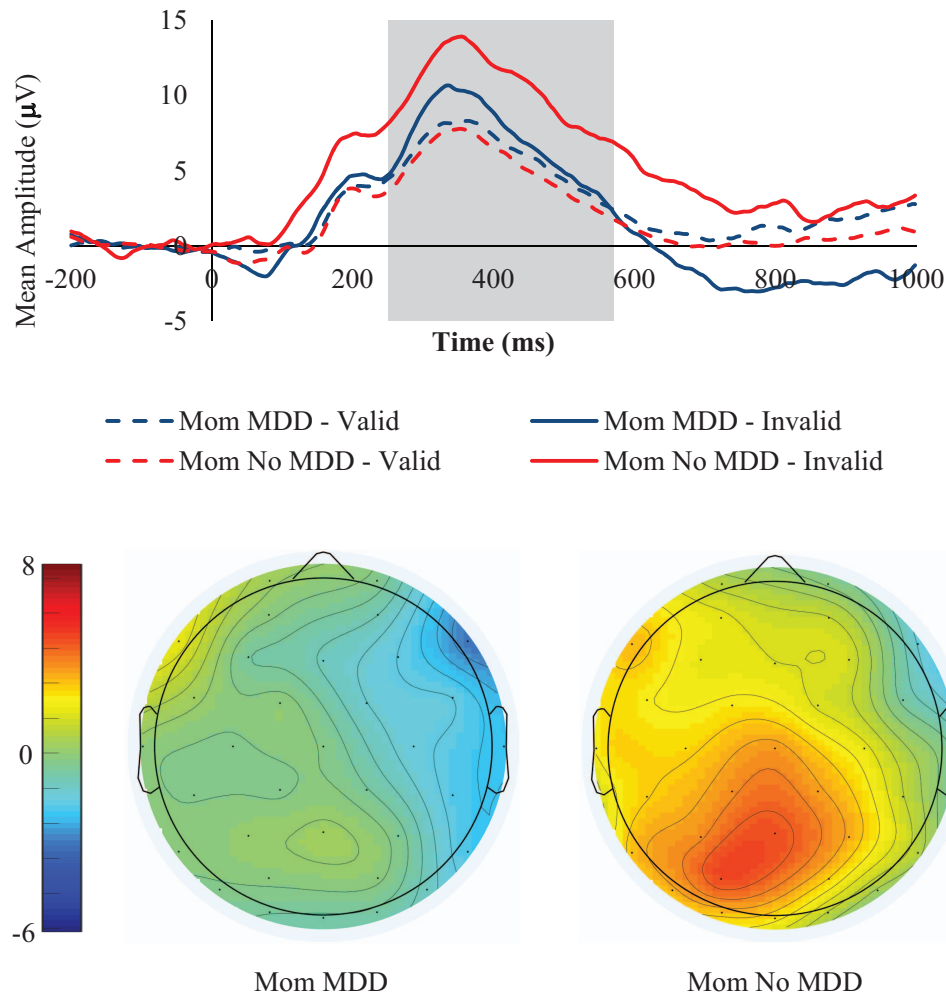 15
10
5
0
-5
Mean Amplitude (µV)
-200 0 200 400 600 800 1000
Time (ms)
Mom MDD - Valid Mom MDD - Invalid
Mom No MDD - Valid Mom No MDD - Invalid
8
0
-6
Mom MDD Mom No MDD